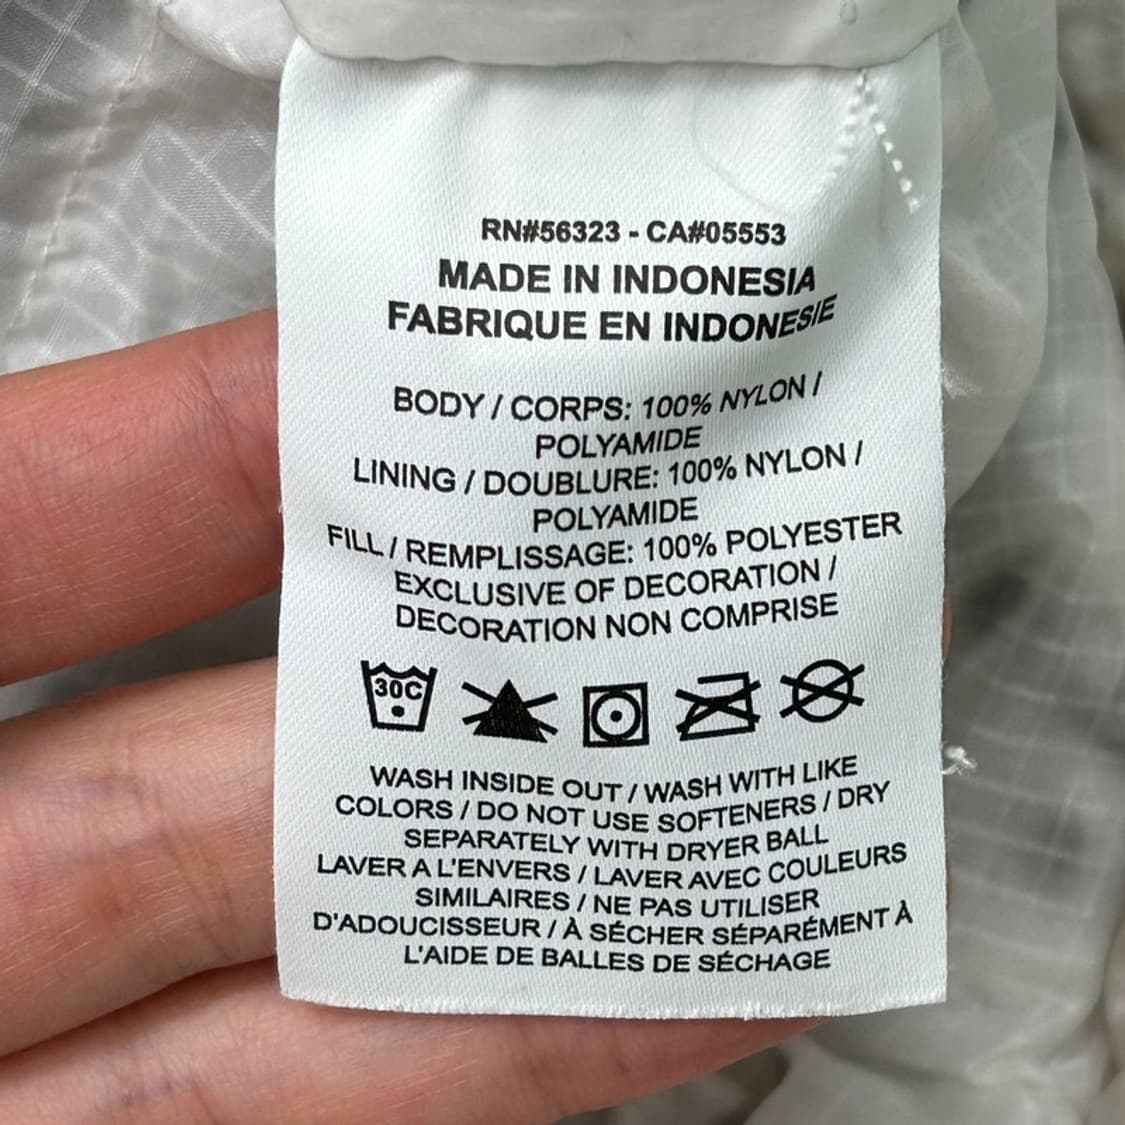 RN#56323 - CA#05553
MADE IN INDONESIA
FABRIQUE EN INDONESIE
BODY / CORPS: 100% NYLON /
POLYAMIDE
LINING / DOUBLURE: 100% NYLON /
POLYAMIDE
FILL / REMPLISSAGE: 100% POLYESTER
EXCLUSIVE OF DECORATION /
DECORATION NON COMPRISE
30C
WASH INSIDE OUT / WASH WITH LIKE
COLORS / DO NOT USE SOFTENERS / DRY
SEPARATELY WITH DRYER BALL
LAVER A L'ENVERS / LAVER AVEC COULEURS
SIMILAIRES / NE PAS UTILISER
D'ADOUCISSEUR / À SÉCHER SÉPARÉMENT À
L'AIDE DE BALLES DE SÉCHAGE